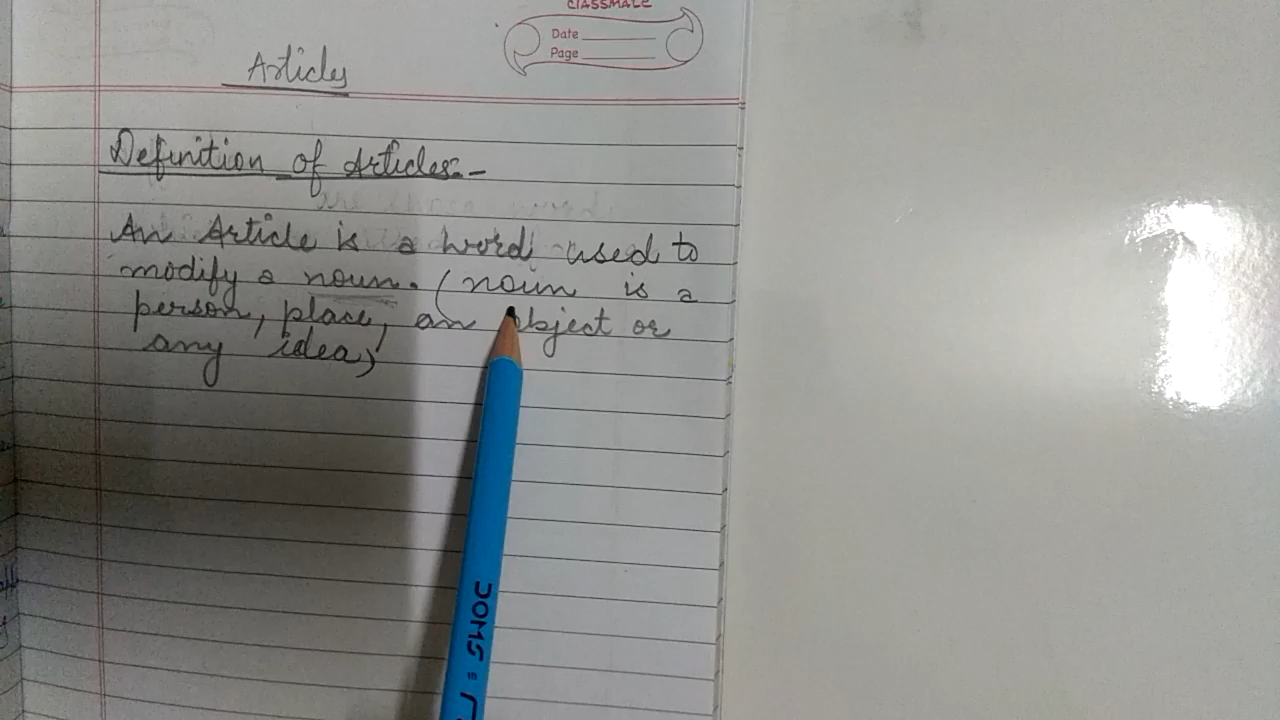 CLASSMATE
Date
Page
Articles
Definition of Articles:-
An Article is a word used to
modify a noun. (noun is a
person, place, an object or
any idea)
DOMS